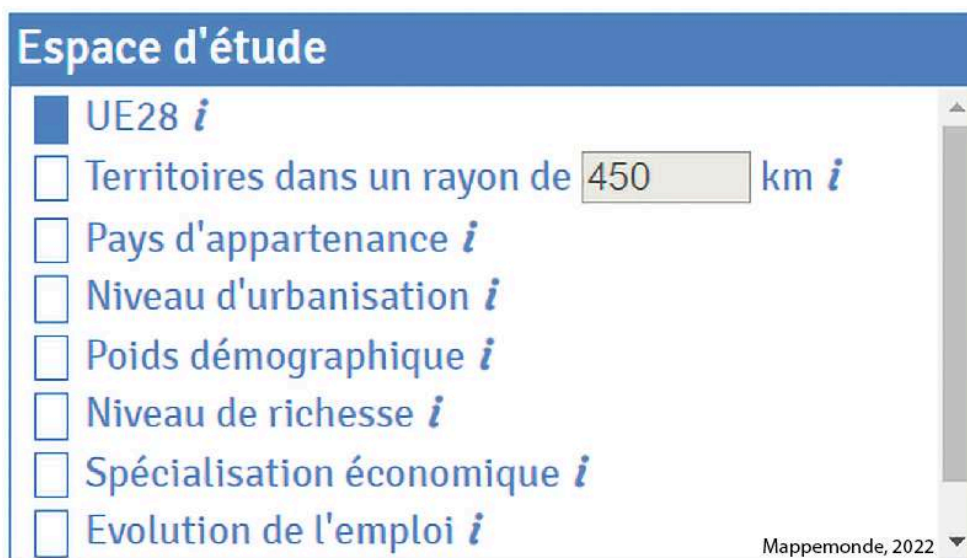 Espace d'étude
UE28 i
Territoires dans un rayon de 450 km i
Pays d'appartenance i
Niveau d'urbanisation i
Poids démographique i
Niveau de richesse i
Spécialisation économique i
Evolution de l'emploi i
Mappemonde, 2022